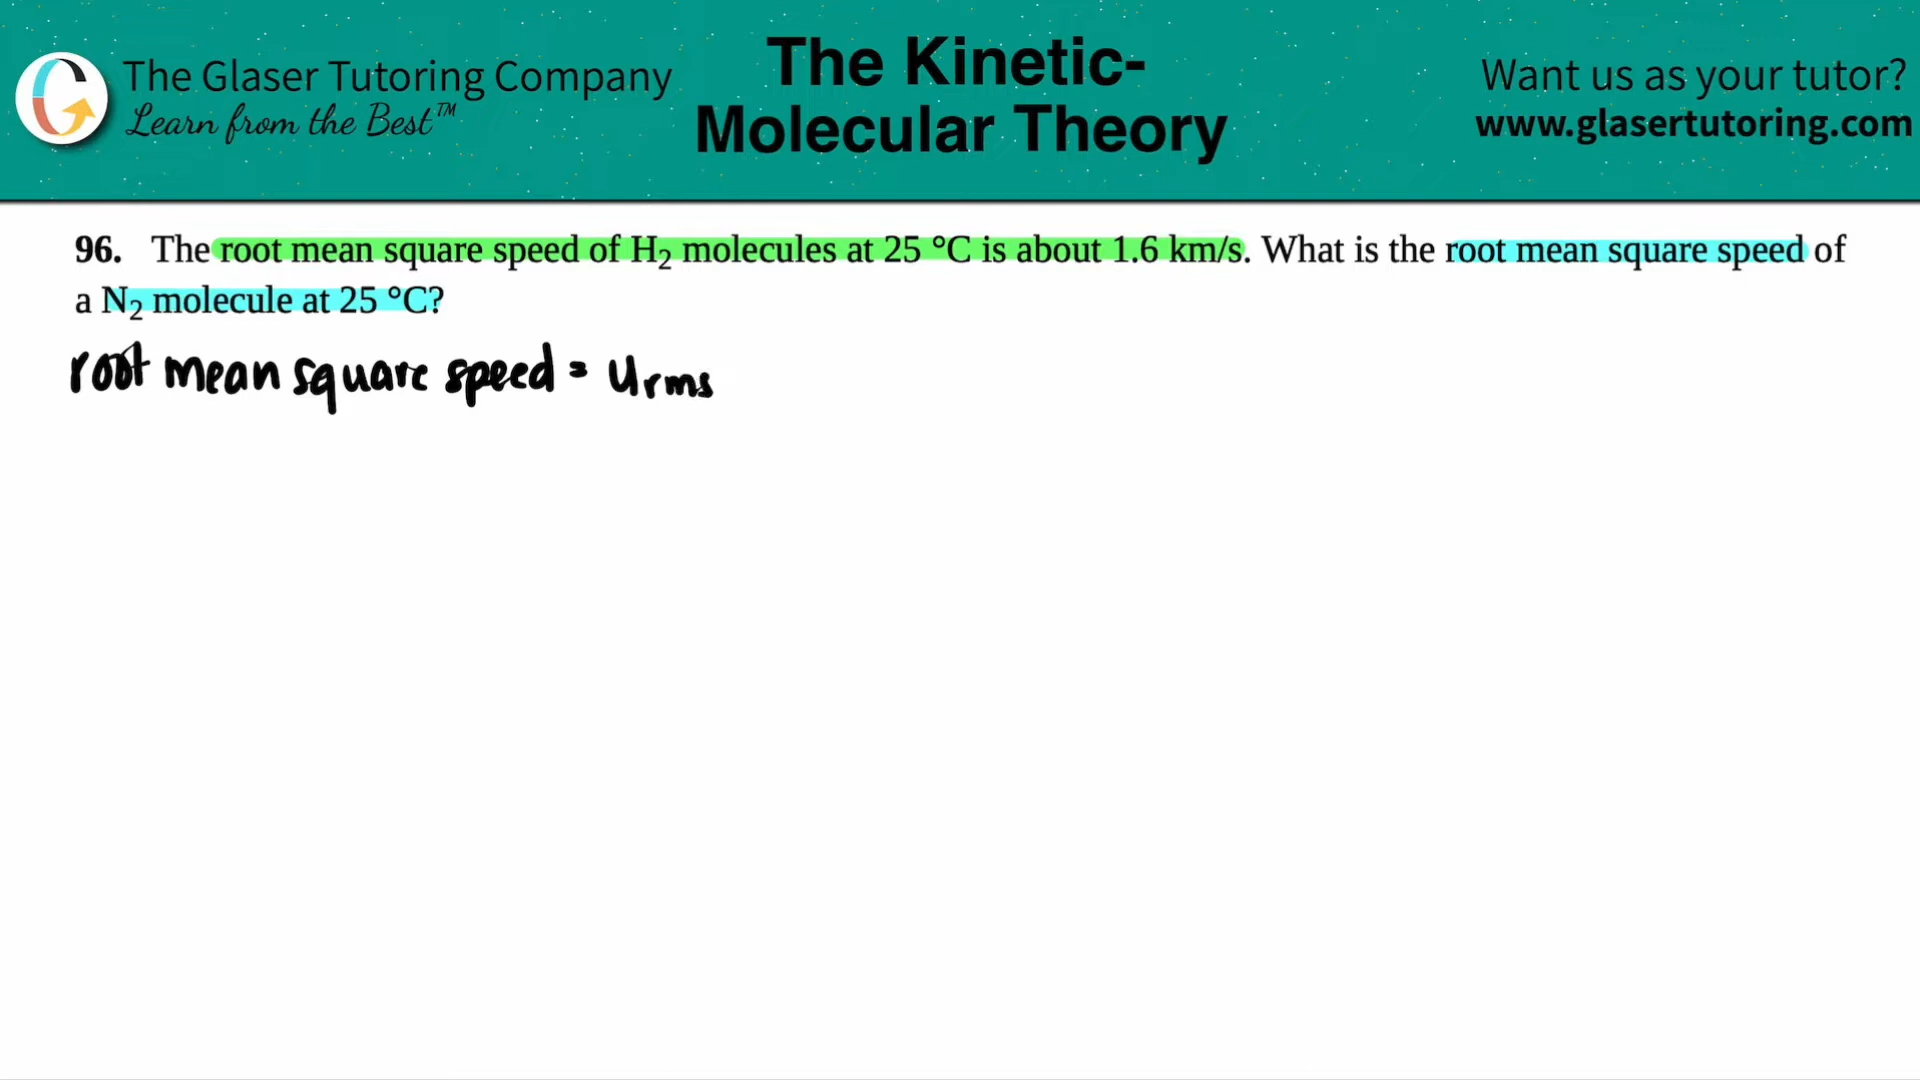 The Glaser Tutoring Company
Learn from the Best™
The Kinetic-
Molecular Theory
Want us as your tutor?
www.glasertutoring.com
96. The root mean square speed of H₂ molecules at 25 °C is about 1.6 km/s. What is the root mean square speed of
a N₂ molecule at 25 °C?
root mean square speed = urms